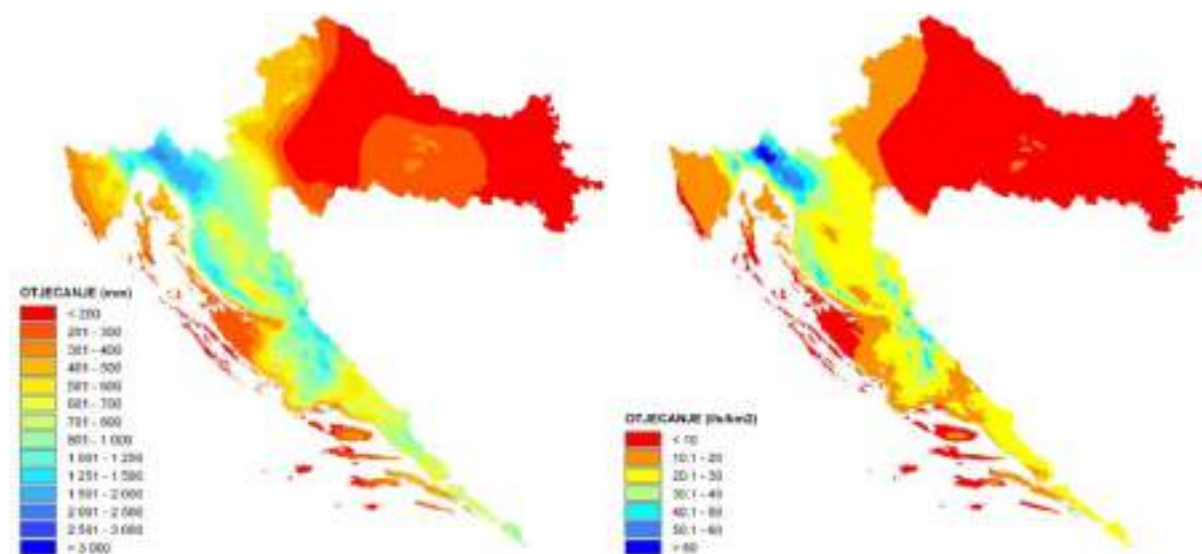 OTJECANJE (mm)
< 200
201 - 300
301 - 400
401 - 500
501 - 600
601 - 700
701 - 800
801 - 1 000
1 001 - 1 250
1 251 - 1 500
1 501 - 2 000
2 001 - 2 500
2 501 - 3 000
> 3 000
OTJECANJE (l/s/km2)
< 10
10.1 - 20
20.1 - 30
30.1 - 40
40.1 - 50
50.1 - 60
> 60